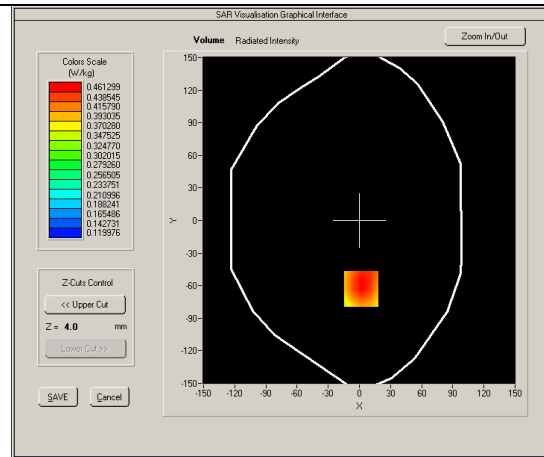 SAR Visualisation Graphical Interface
Volume Radiated Intensity
Zoom In/Out
Colors Scale
(W/kg)
0.461299
0.438545
0.415790
0.393035
0.370280
0.347525
0.324770
0.302015
0.279260
0.256505
0.233751
0.210996
0.188241
0.165486
0.142731
0.119976
Z-Cuts Control
<< Upper Cut
Z = 4.0 mm
Lower Cut >>
SAVE Cancel
150
120
90
60
30
0
-30
-60
-90
-120
-150
Y
-150 -120 -90 -60 -30 0 30 60 90 120 150
X